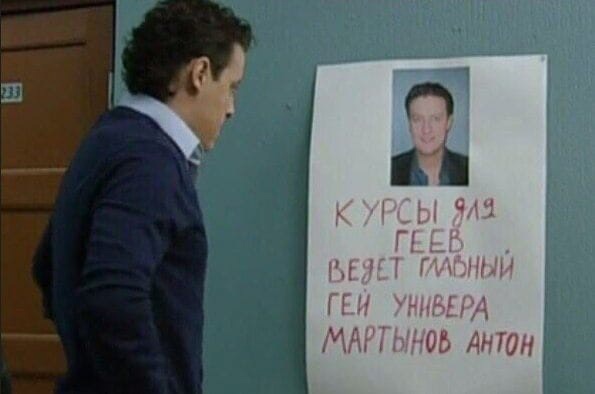 233
КУРСЫ для
ГЕЕВ
ВЕДЕТ ГЛАВНЫЙ
ГЕЙ УНИВЕРА
МАРТЫНОВ АНТОН